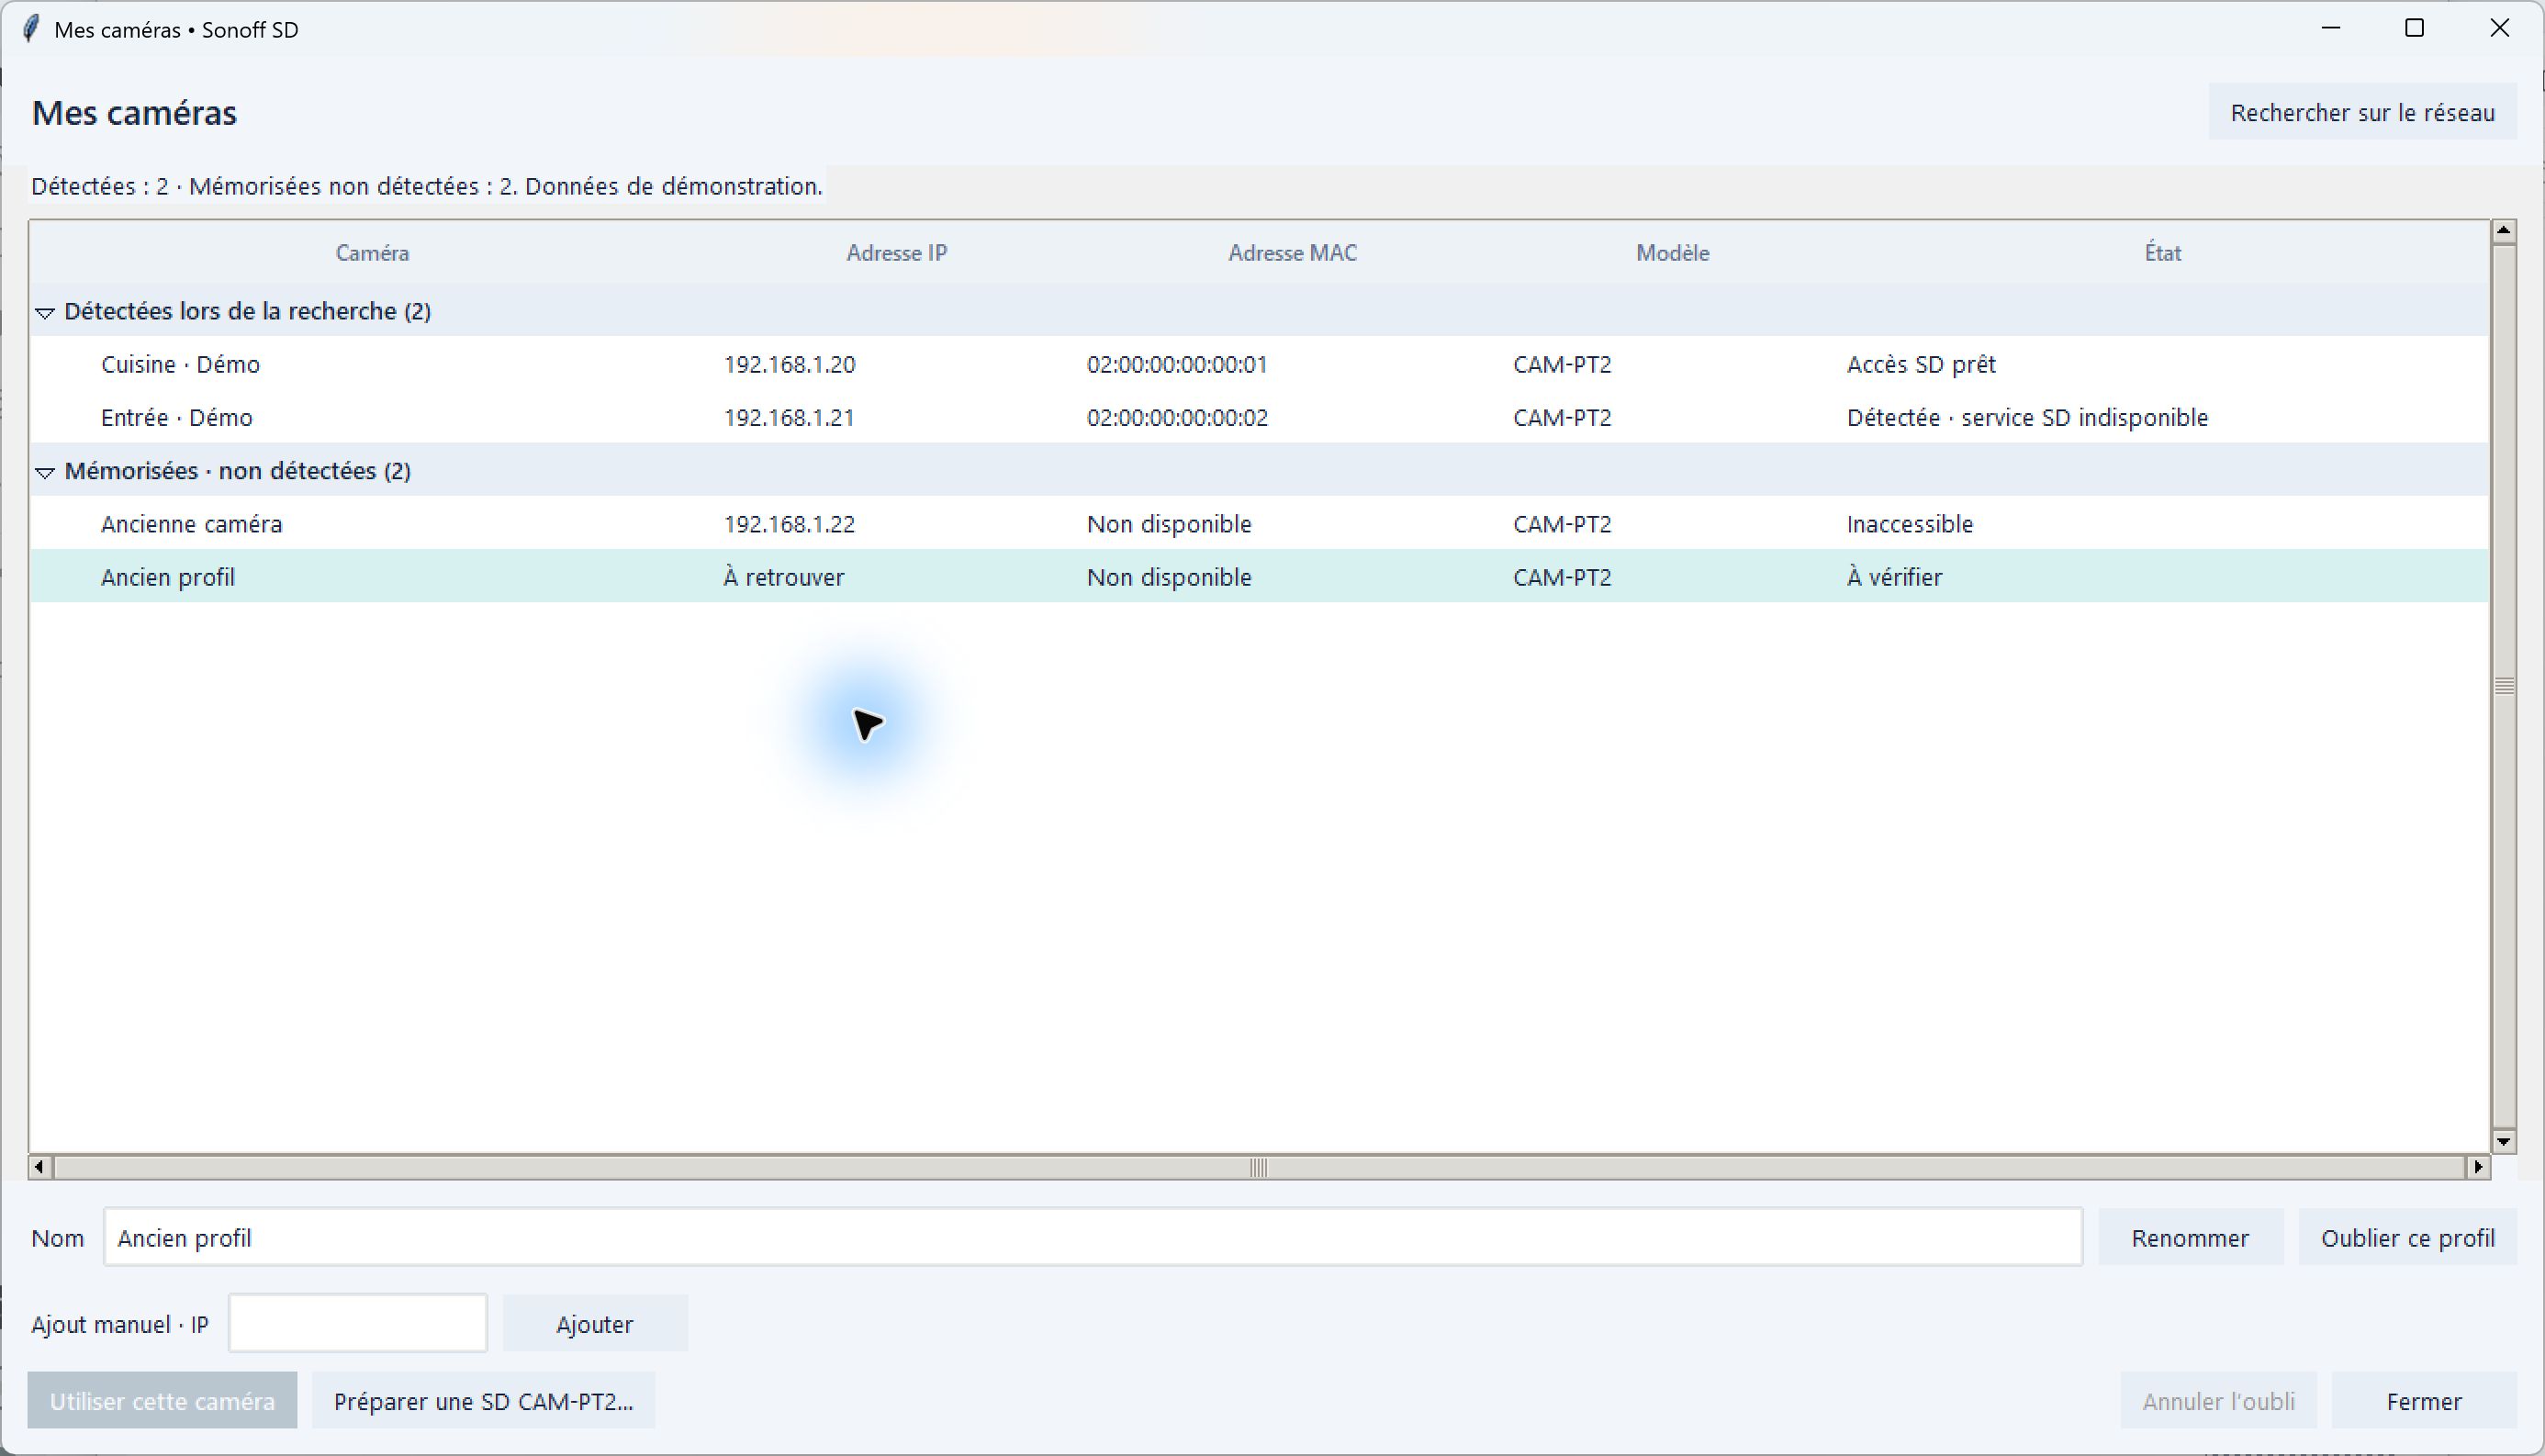 Mes caméras • Sonoff SD
Mes caméras
Rechercher sur le réseau
Détectées : 2 · Mémorisées non détectées : 2. Données de démonstration.
Caméra Adresse IP Adresse MAC Modèle État
Détectées lors de la recherche (2)
Cuisine · Démo 192.168.1.20 02:00:00:00:00:01 CAM-PT2 Accès SD prêt
Entrée · Démo 192.168.1.21 02:00:00:00:00:02 CAM-PT2 Détectée · service SD indisponible
Mémorisées · non détectées (2)
Ancienne caméra 192.168.1.22 Non disponible CAM-PT2 Inaccessible
Ancien profil À retrouver Non disponible CAM-PT2 À vérifier
Nom Ancien profil Renommer Oublier ce profil
Ajout manuel · IP Ajouter
Utiliser cette caméra Préparer une SD CAM-PT2... Annuler l'oubli Fermer